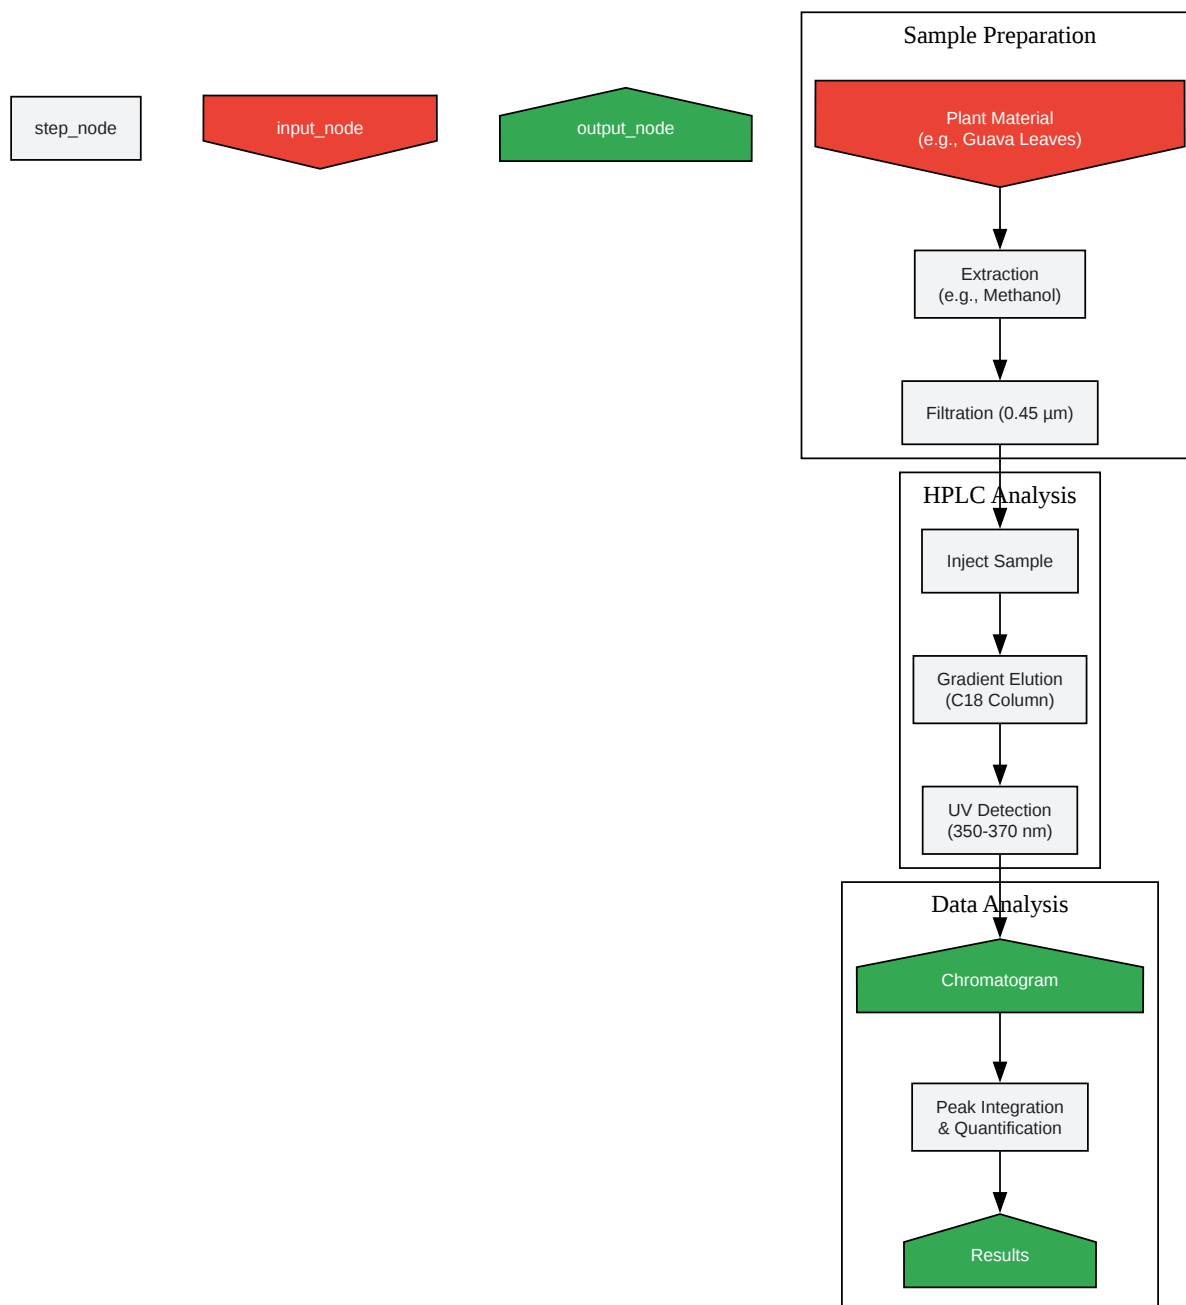 Sample Preparation
step_node
input_node
output_node
Plant Material
(e.g., Guava Leaves)
Extraction
(e.g., Methanol)
Filtration (0.45 µm)
HPLC Analysis
Inject Sample
Gradient Elution
(C18 Column)
UV Detection
(350-370 nm)
Data Analysis
Chromatogram
Peak Integration
& Quantification
Results